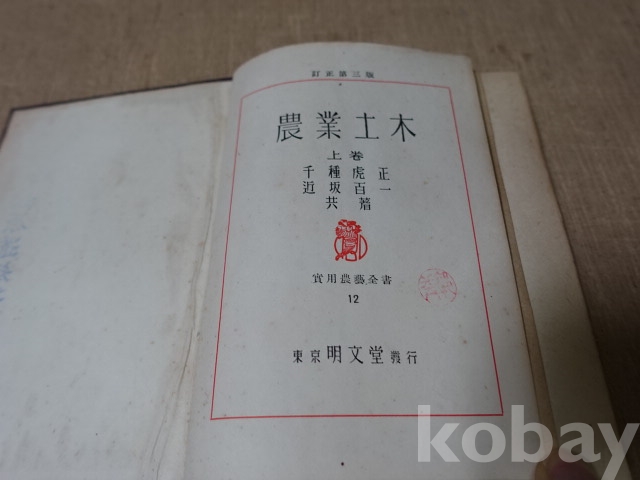 訂正第三版
農業土木
上卷
千種虎正
近坂百一
共著
實用農藝全書
12
東京明文堂發行
kobay